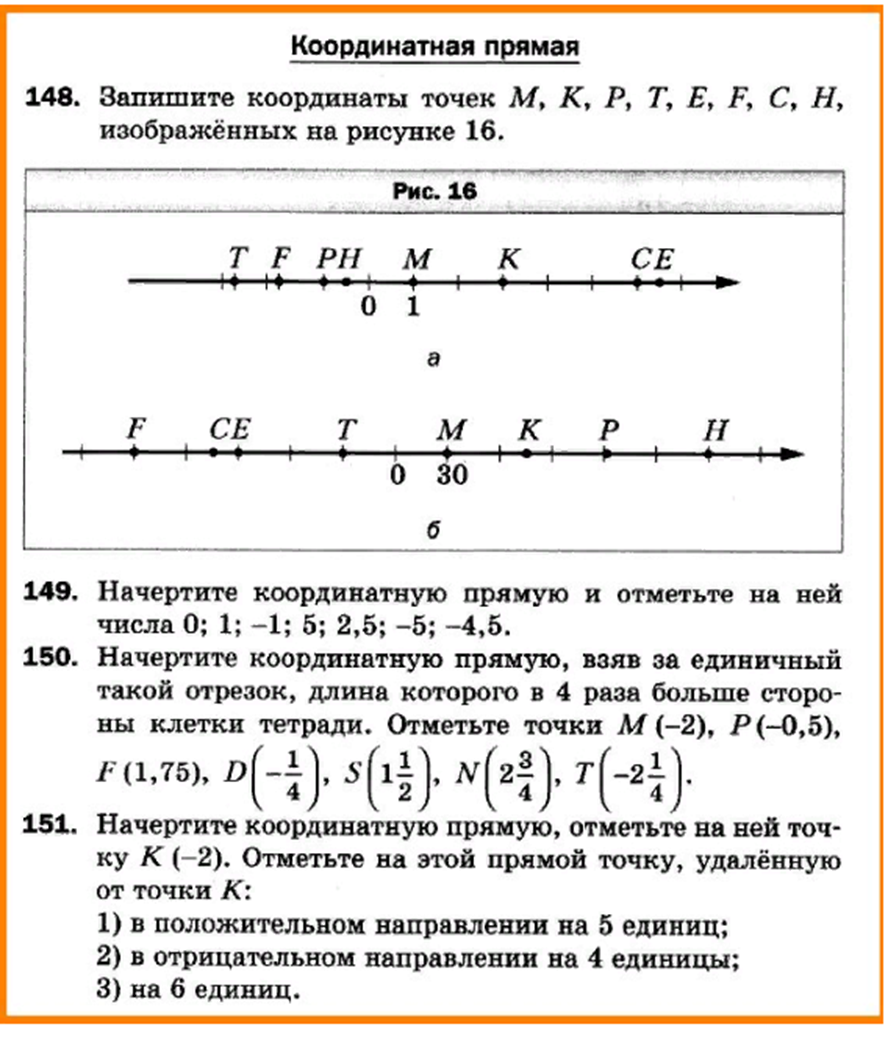 Координатная прямая
148. Запишите координаты точек M, K, P, T, E, F, C, H,
изображённых на рисунке 16.
Рис. 16
T F PH M K CE
0 1
а
F CE T M K P H
0 30
б
149. Начертите координатную прямую и отметьте на ней
числа 0; 1; –1; 5; 2,5; –5; –4,5.
150. Начертите координатную прямую, взяв за единичный
такой отрезок, длина которого в 4 раза больше сторо-
ны клетки тетради. Отметьте точки M (–2), P (–0,5),
F (1,75), D(–1/4), S(1 1/2), N(2 3/4), T(–2 1/4).
151. Начертите координатную прямую, отметьте на ней точ-
ку K (–2). Отметьте на этой прямой точку, удалённую
от точки K:
1) в положительном направлении на 5 единиц;
2) в отрицательном направлении на 4 единицы;
3) на 6 единиц.